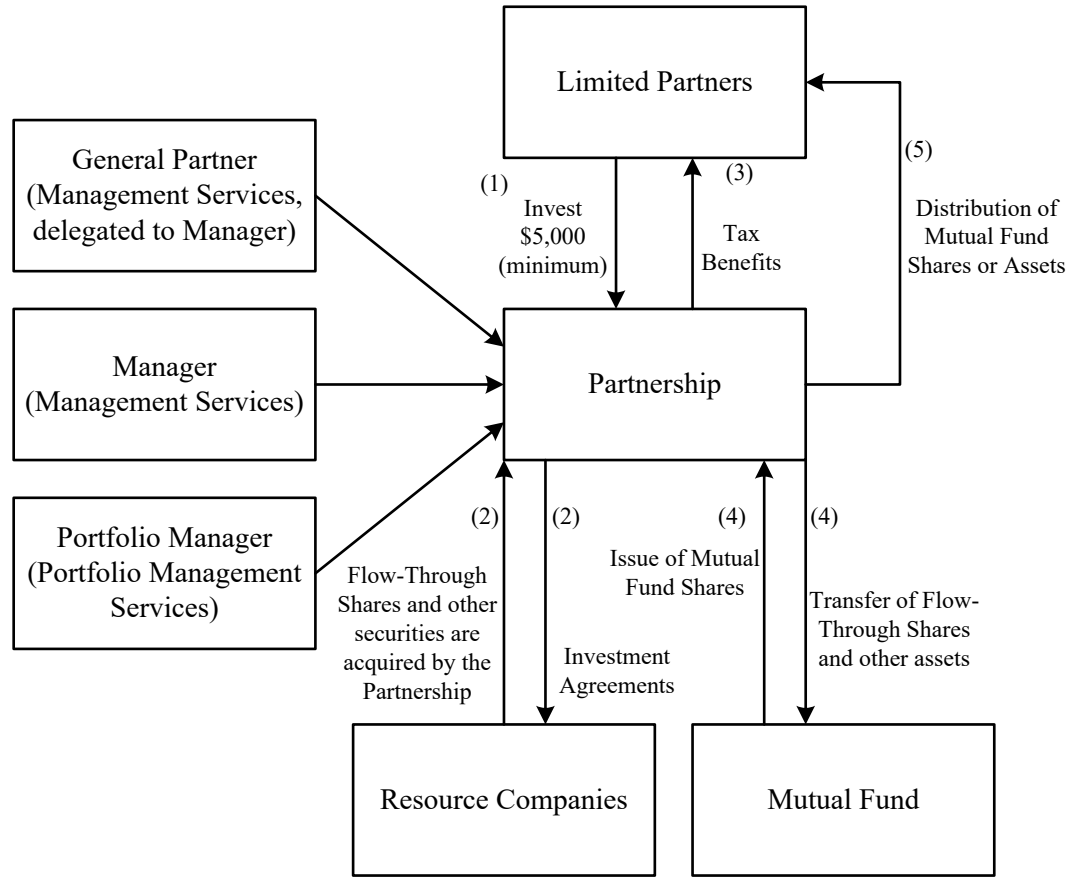 Limited Partners
General Partner
(Management Services,
delegated to Manager)
(1)
Invest
$5,000
(minimum)
(3)
Tax
Benefits
(5)
Distribution of
Mutual Fund
Shares or Assets
Manager
(Management Services)
Partnership
Portfolio Manager
(Portfolio Management
Services)
(2)
Flow-Through
Shares and other
securities are
acquired by the
Partnership
(2)
Investment
Agreements
(4)
Issue of Mutual
Fund Shares
(4)
Transfer of Flow-
Through Shares
and other assets
Resource Companies
Mutual Fund